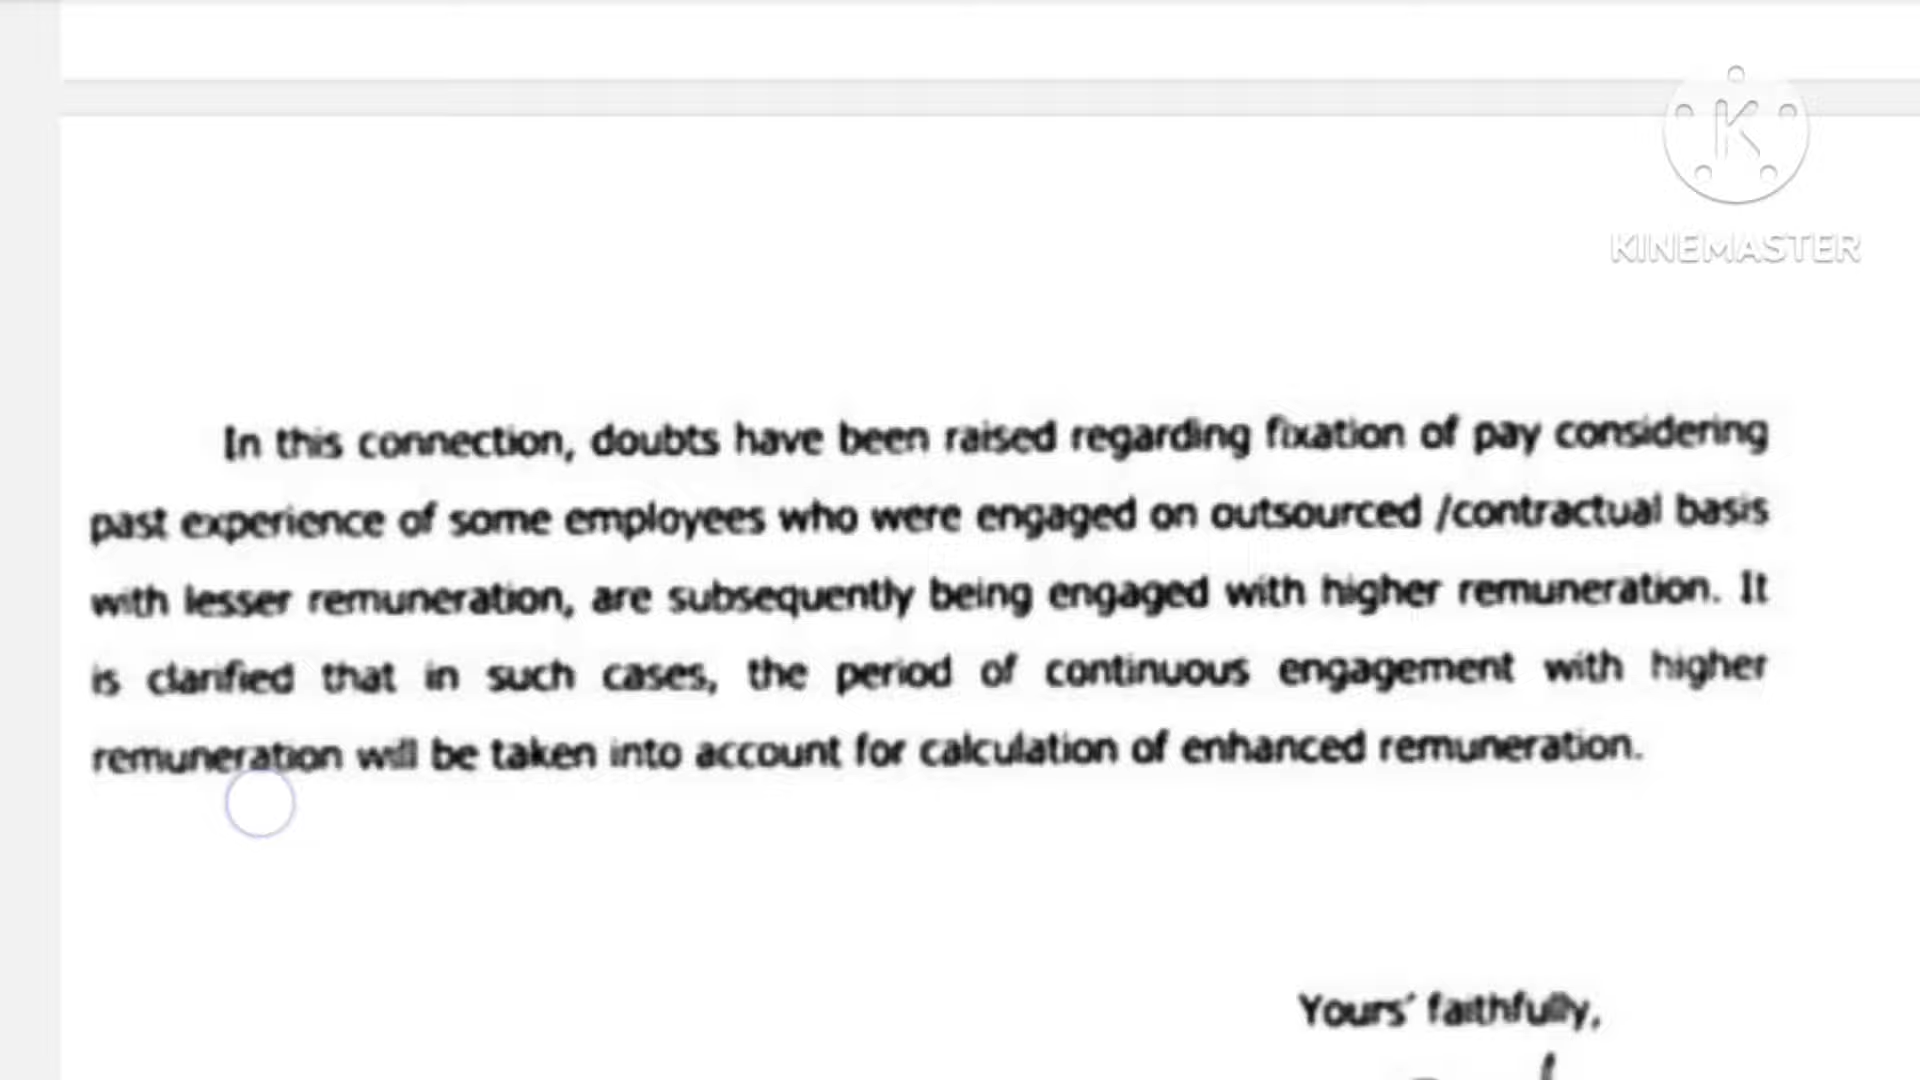 K
KINEMASTER
In this connection, doubts have been raised regarding fixation of pay considering
past experience of some employees who were engaged on outsourced /contractual basis
with lesser remuneration, are subsequently being engaged with higher remuneration. It
is clarified that in such cases, the period of continuous engagement with higher
remuneration will be taken into account for calculation of enhanced remuneration.
Yours’ faithfully,